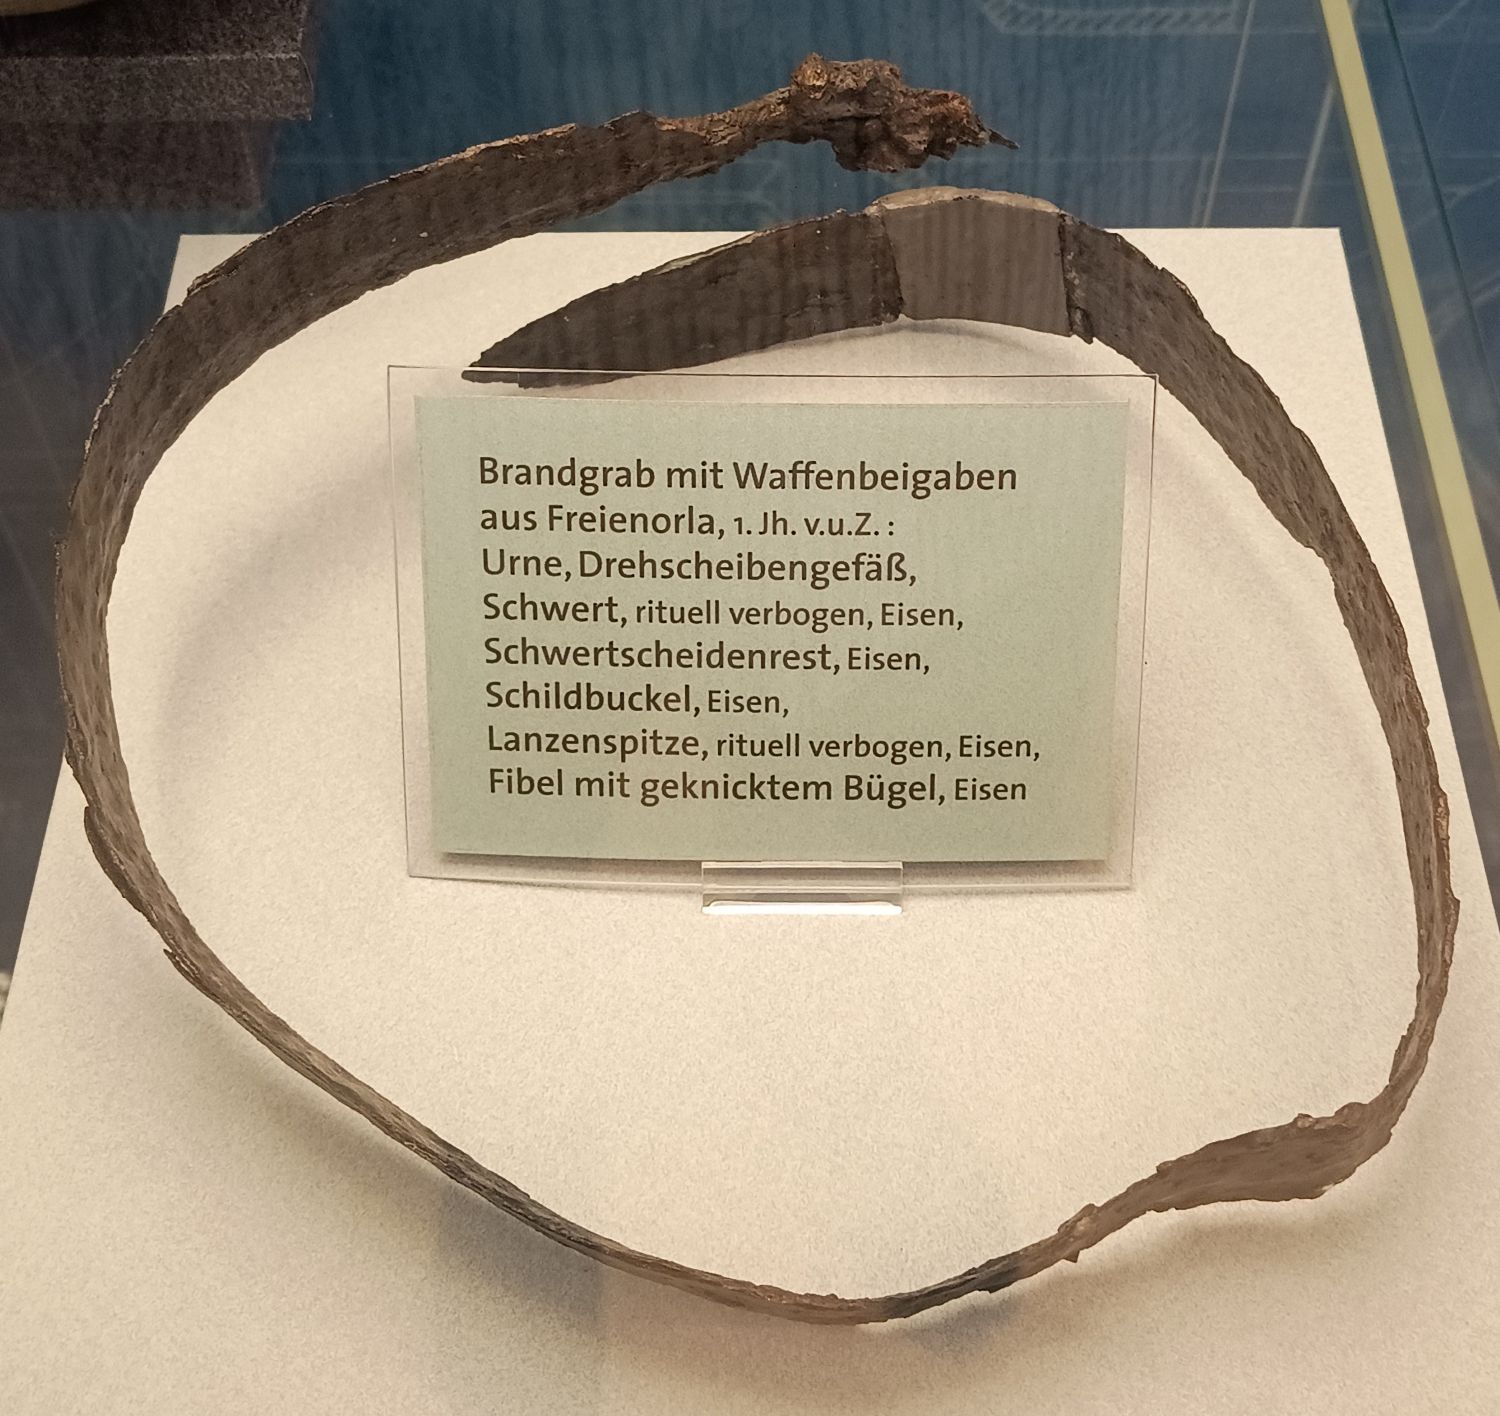 Brandgrab mit Waffenbeigaben
aus Freienorla, 1. Jh. v.u.Z. :
Urne, Drehscheibengefäß,
Schwert, rituell verbogen, Eisen,
Schwertscheidenrest, Eisen,
Schildbuckel, Eisen,
Lanzenspitze, rituell verbogen, Eisen,
Fibel mit geknicktem Bügel, Eisen